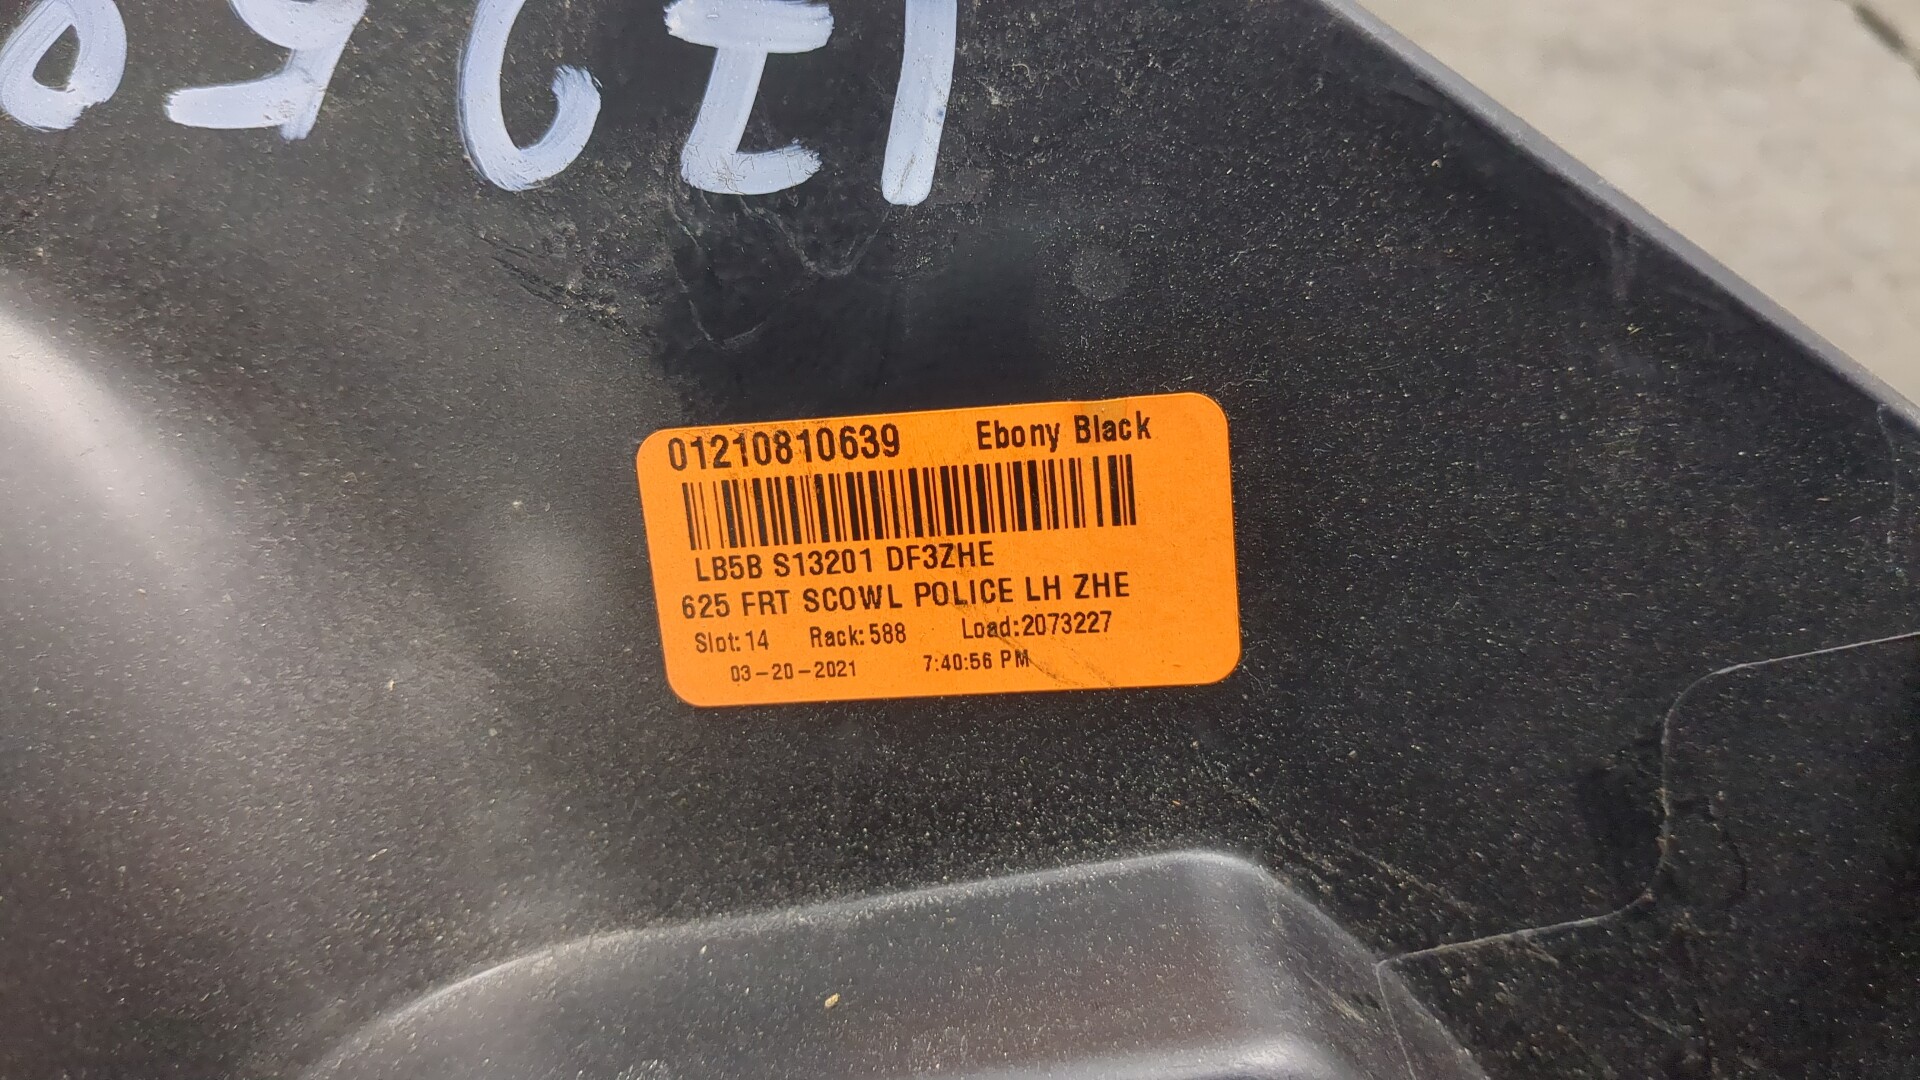 01210810639 Ebony Black
LB5B S13201 DF3ZHE
625 FRT SCOWL POLICE LH ZHE
Slot: 14 Rack: 588 Load:2073227
03-20-2021 7:40:56 PM